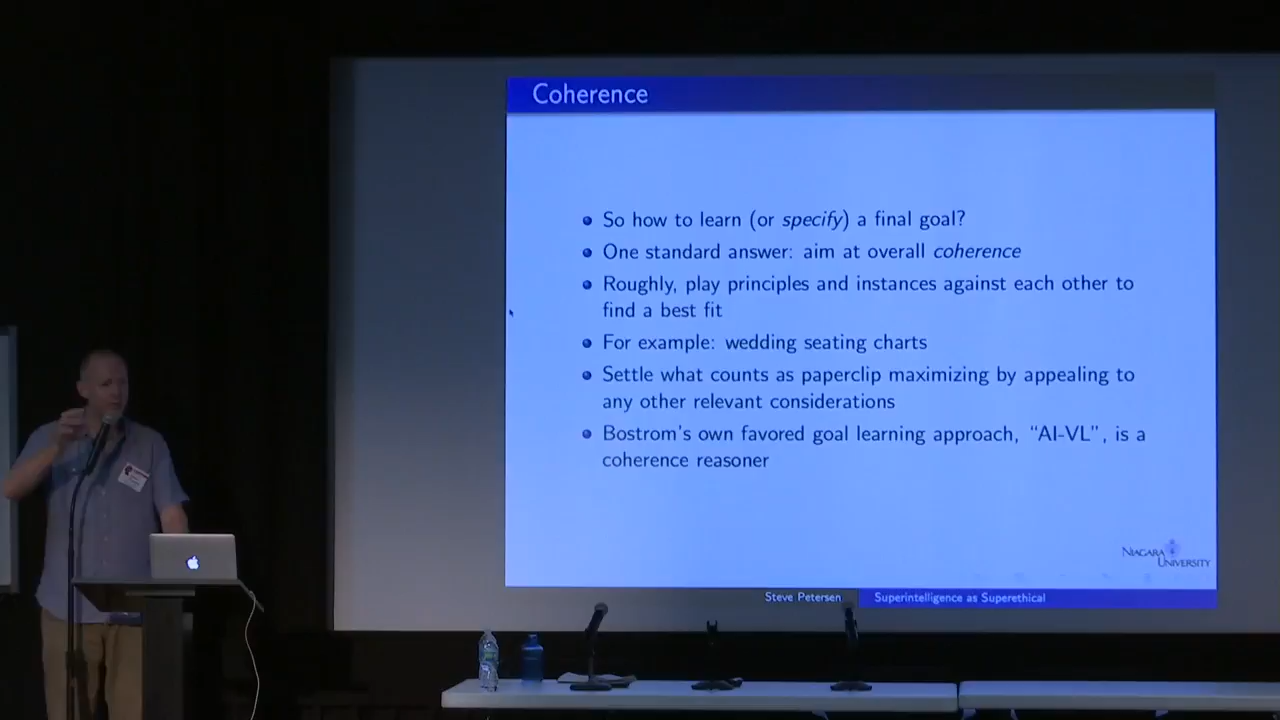 Coherence
So how to learn (or specify) a final goal?
One standard answer: aim at overall coherence
Roughly, play principles and instances against each other to
find a best fit
For example: wedding seating charts
Settle what counts as paperclip maximizing by appealing to
any other relevant considerations
Bostrom's own favored goal learning approach, “AI-VL”, is a
coherence reasoner
NIAGARA
UNIVERSITY
Steve Petersen
Superintelligence as Superethical